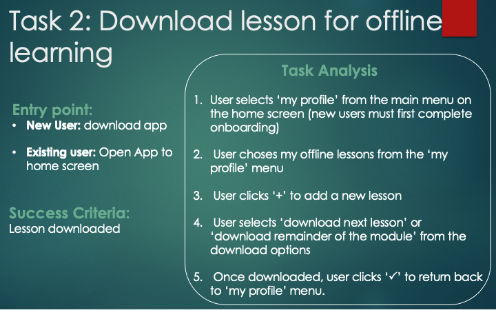 Task 2: Download lesson for offline
learning
Entry point:
• New User: download app
• Existing user: Open App to
home screen
Success Criteria:
Lesson downloaded
Task Analysis
1. User selects ‘my profile’ from the main menu on
the home screen (new users must first complete
onboarding)
2. User choses my offline lessons from the ‘my
profile’ menu
3. User clicks ‘+’ to add a new lesson
4. User selects ‘download next lesson’ or
‘download remainder of the module’ from the
download options
5. Once downloaded, user clicks ‘✓’ to return back
to ‘my profile’ menu.